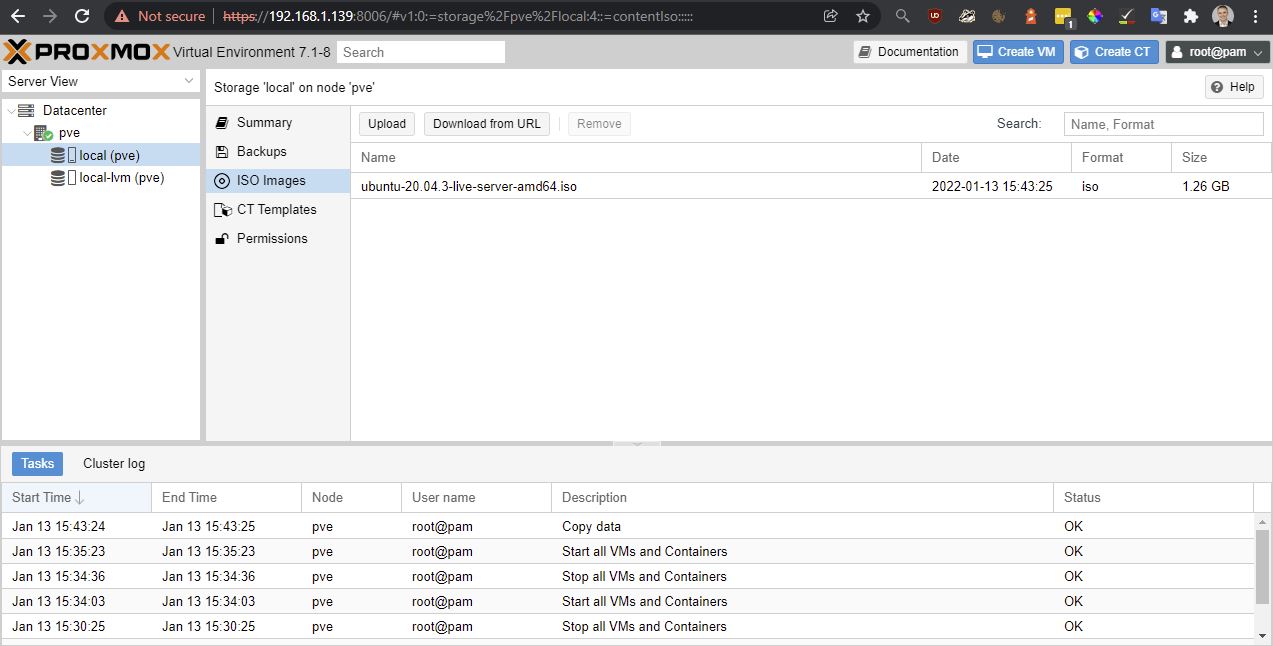 Not secure | https://192.168.1.139:8006/#v1:0:=storage%2Fpve%2Flocal:4::=contentIso:::::
PROXMOX Virtual Environment 7.1-8 Search Documentation Create VM Create CT root@pam
Server View
Storage 'local' on node 'pve' Help
Datacenter
pve
local (pve)
local-lvm (pve)
Summary
Backups
ISO Images
CT Templates
Permissions
Upload Download from URL Remove Search: Name, Format
Name Date Format Size
ubuntu-20.04.3-live-server-amd64.iso 2022-01-13 15:43:25 iso 1.26 GB
Tasks Cluster log
Start Time End Time Node User name Description Status
Jan 13 15:43:24 Jan 13 15:43:25 pve root@pam Copy data OK
Jan 13 15:35:23 Jan 13 15:35:23 pve root@pam Start all VMs and Containers OK
Jan 13 15:34:36 Jan 13 15:34:36 pve root@pam Stop all VMs and Containers OK
Jan 13 15:34:03 Jan 13 15:34:03 pve root@pam Start all VMs and Containers OK
Jan 13 15:30:25 Jan 13 15:30:25 pve root@pam Stop all VMs and Containers OK